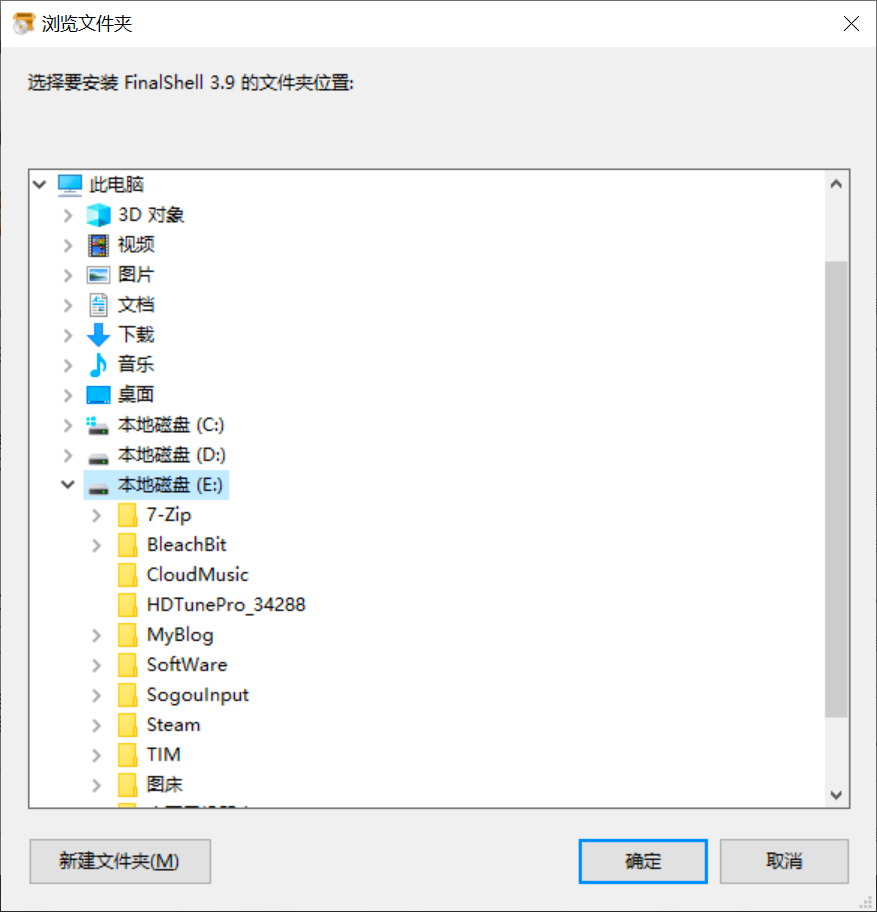 浏览文件夹
选择要安装 FinalShell 3.9 的文件夹位置:
此电脑
3D 对象
视频
图片
文档
下载
音乐
桌面
本地磁盘 (C:)
本地磁盘 (D:)
本地磁盘 (E:)
7-Zip
BleachBit
CloudMusic
HDTunePro_34288
MyBlog
SoftWare
SogouInput
Steam
TIM
图床
新建文件夹(M)
确定
取消